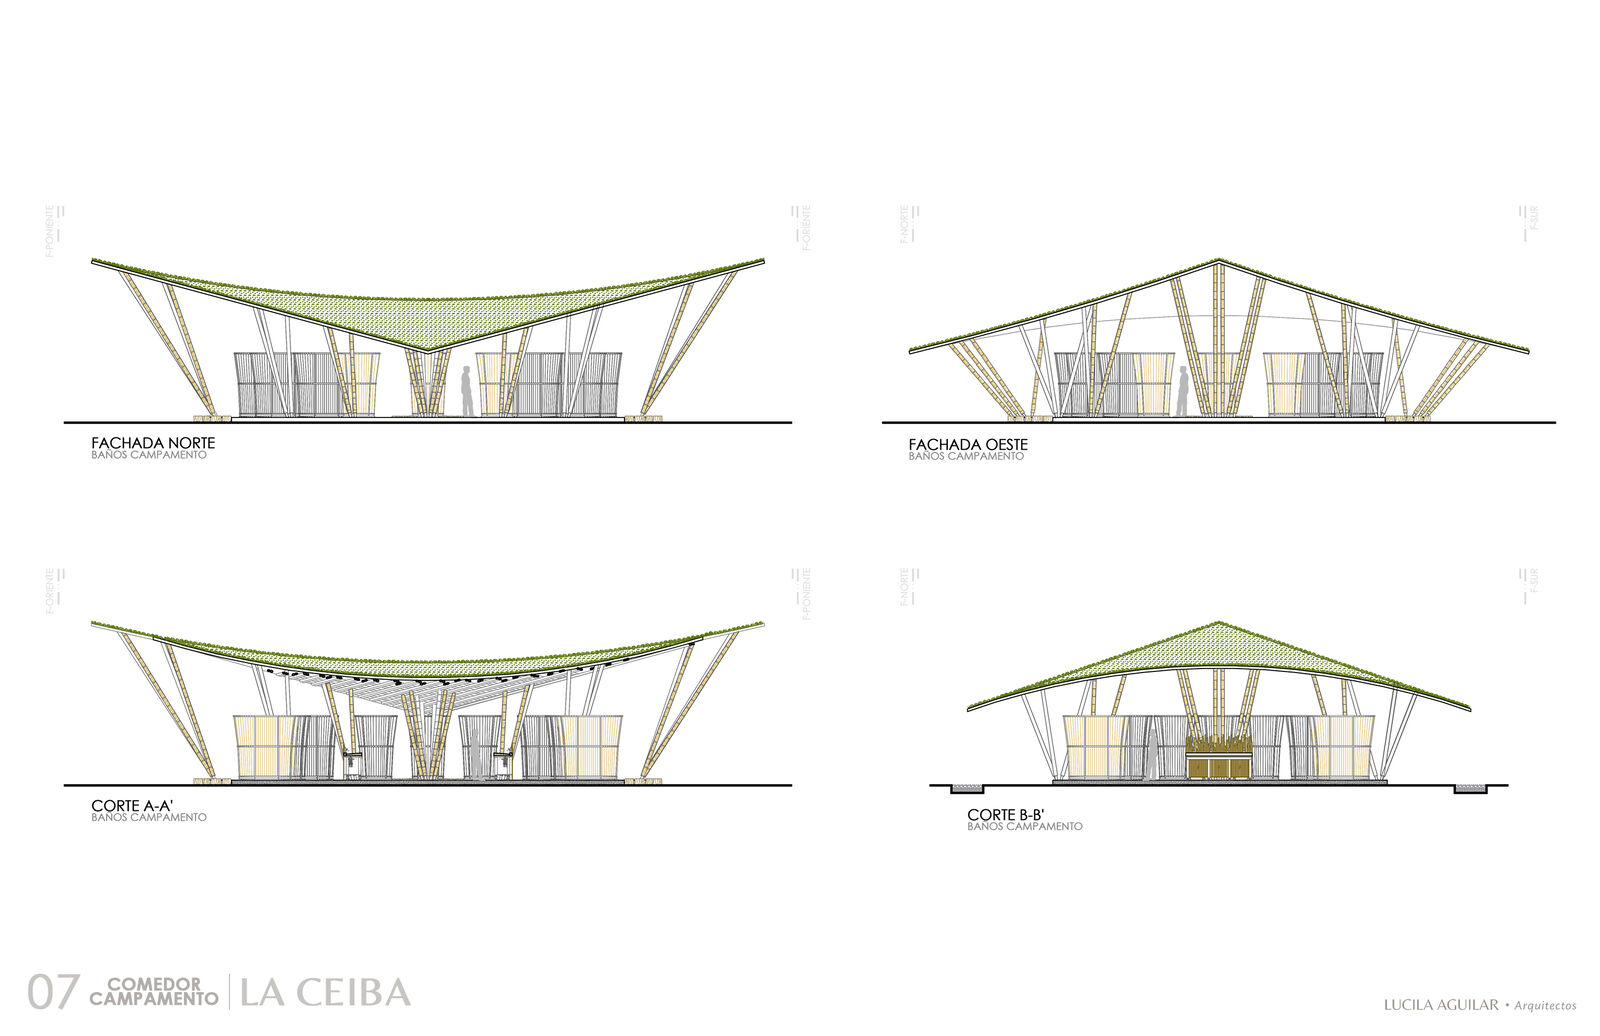 F-PONIENTE
F-ORIENTE
F-NORTE
F-SUR
FACHADA NORTE
BAÑOS CAMPAMENTO
FACHADA OESTE
BAÑOS CAMPAMENTO
F-ORIENTE
F-PONIENTE
F-NORTE
F-SUR
CORTE A-A'
BAÑOS CAMPAMENTO
CORTE B-B'
BAÑOS CAMPAMENTO
07 COMEDOR
CAMPAMENTO
LA CEIBA
LUCILA AGUILAR • Arquitectos